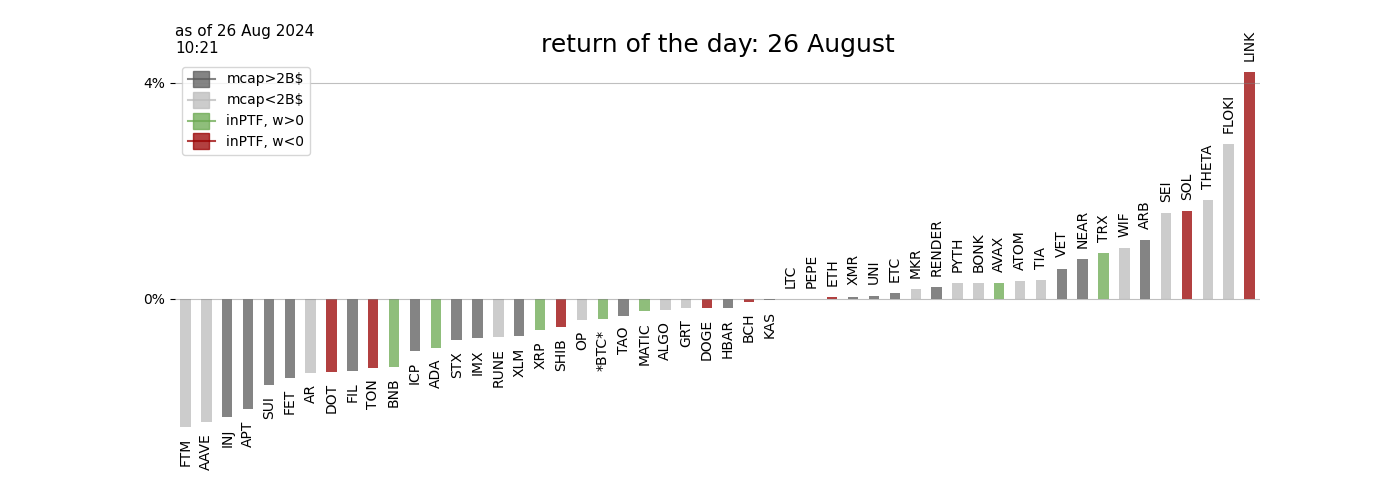 as of 26 Aug 2024
10:21
return of the day: 26 August
mcap>2B$
mcap<2B$
inPTF, w>0
inPTF, w<0
4%
0%
FTM
AAVE
INJ
APT
SUI
FET
AR
DOT
FIL
TON
BNB
ICP
ADA
STX
IMX
RUNE
XLM
XRP
SHIB
OP
*BTC*
TAO
MATIC
ALGO
GRT
DOGE
HBAR
BCH
KAS
LTC
PEPE
ETH
XMR
UNI
ETC
MKR
RENDER
PYTH
BONK
AVAX
ATOM
TIA
VET
NEAR
TRX
WIF
ARB
SEI
SOL
THETA
FLOKI
LINK